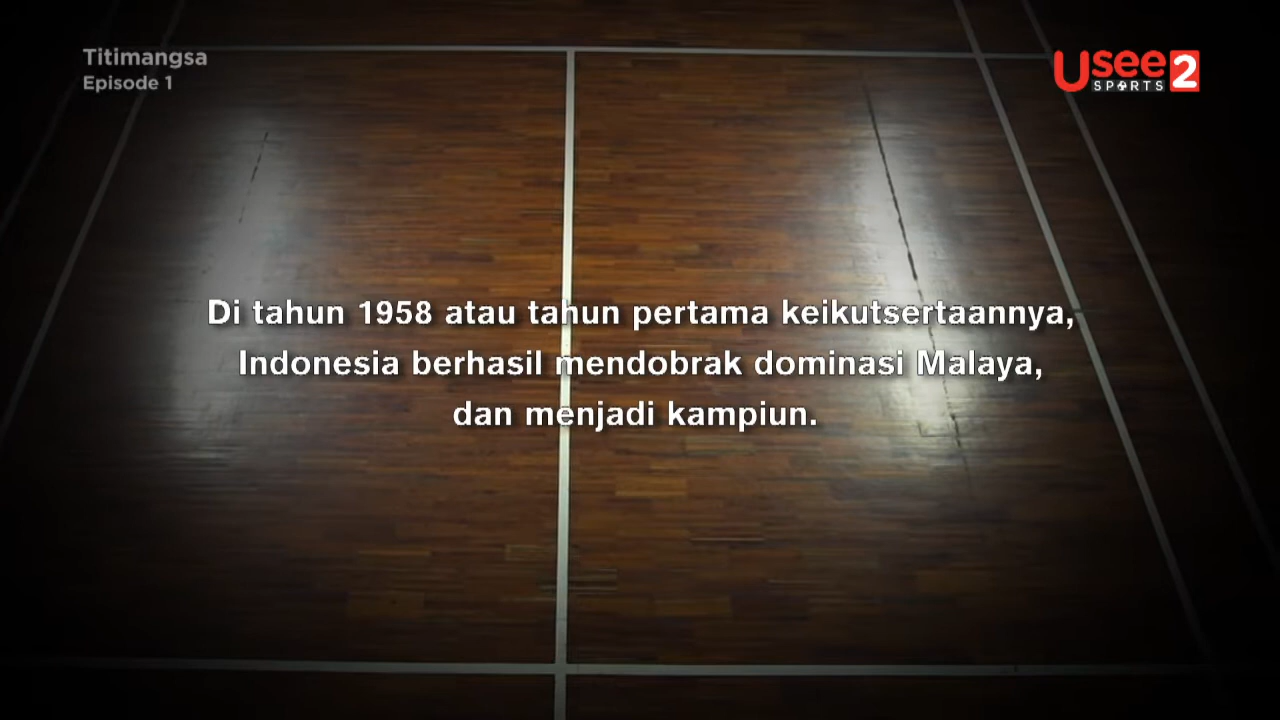 Titimangsa
Episode 1
Usee 2
SPORTS
Di tahun 1958 atau tahun pertama keikutsertaannya,
Indonesia berhasil mendobrak dominasi Malaya,
dan menjadi kampiun.